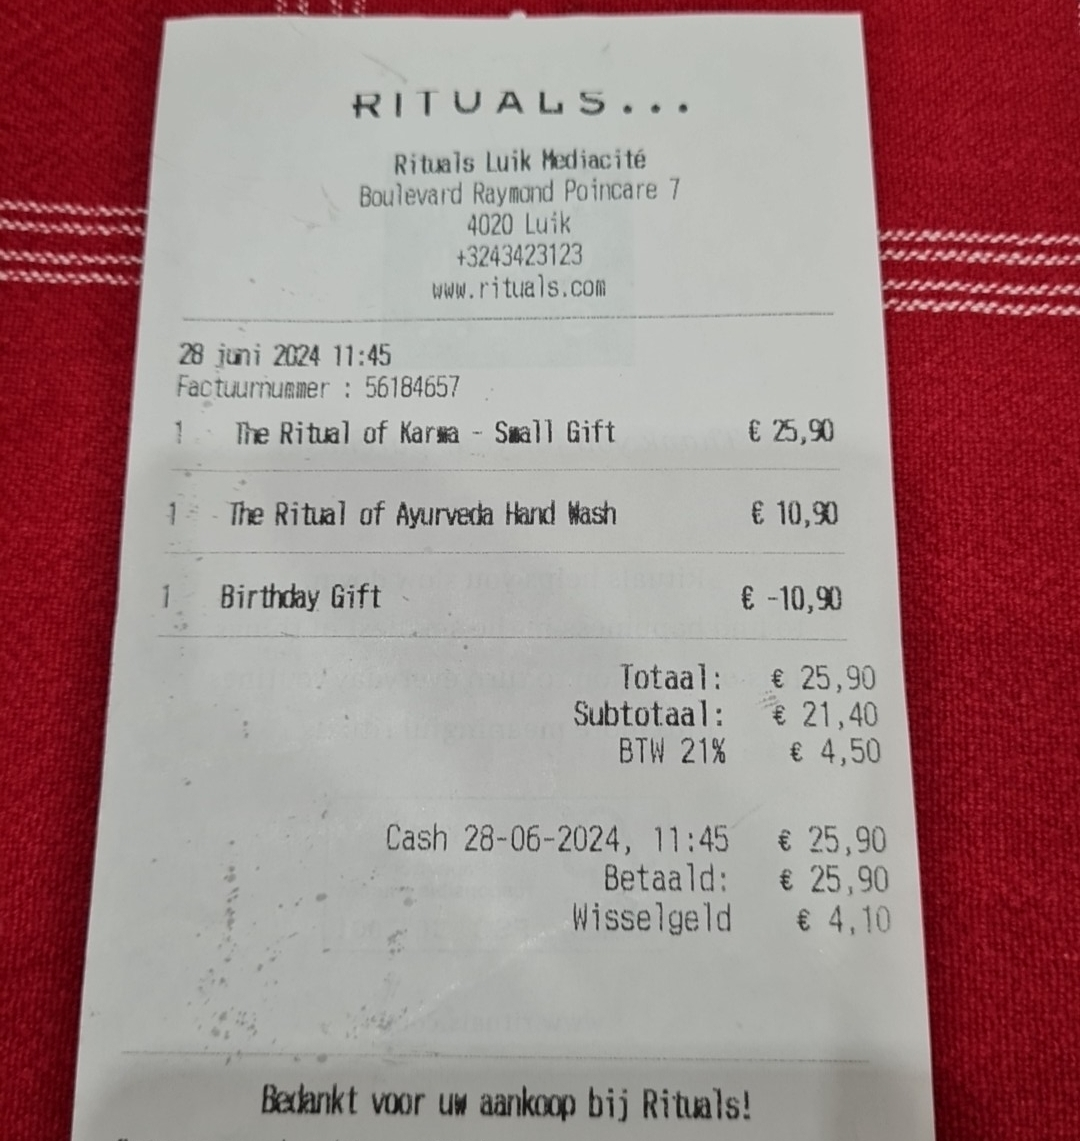 RITUALS...
Rituals Luik Mediacité
Boulevard Raymond Poincare 7
4020 Luik
+3243423123
www.rituals.com
28 juni 2024 11:45
Factuurnummer : 56184657
1 The Ritual of Karma - Small Gift € 25,90
1 The Ritual of Ayurveda Hand Wash € 10,90
1 Birthday Gift € -10,90
Totaal: € 25,90
Subtotaal: € 21,40
BTW 21% € 4,50
Cash 28-06-2024, 11:45 € 25,90
Betaald: € 25,90
Wisselgeld € 4,10
Bedankt voor uw aankoop bij Rituals!